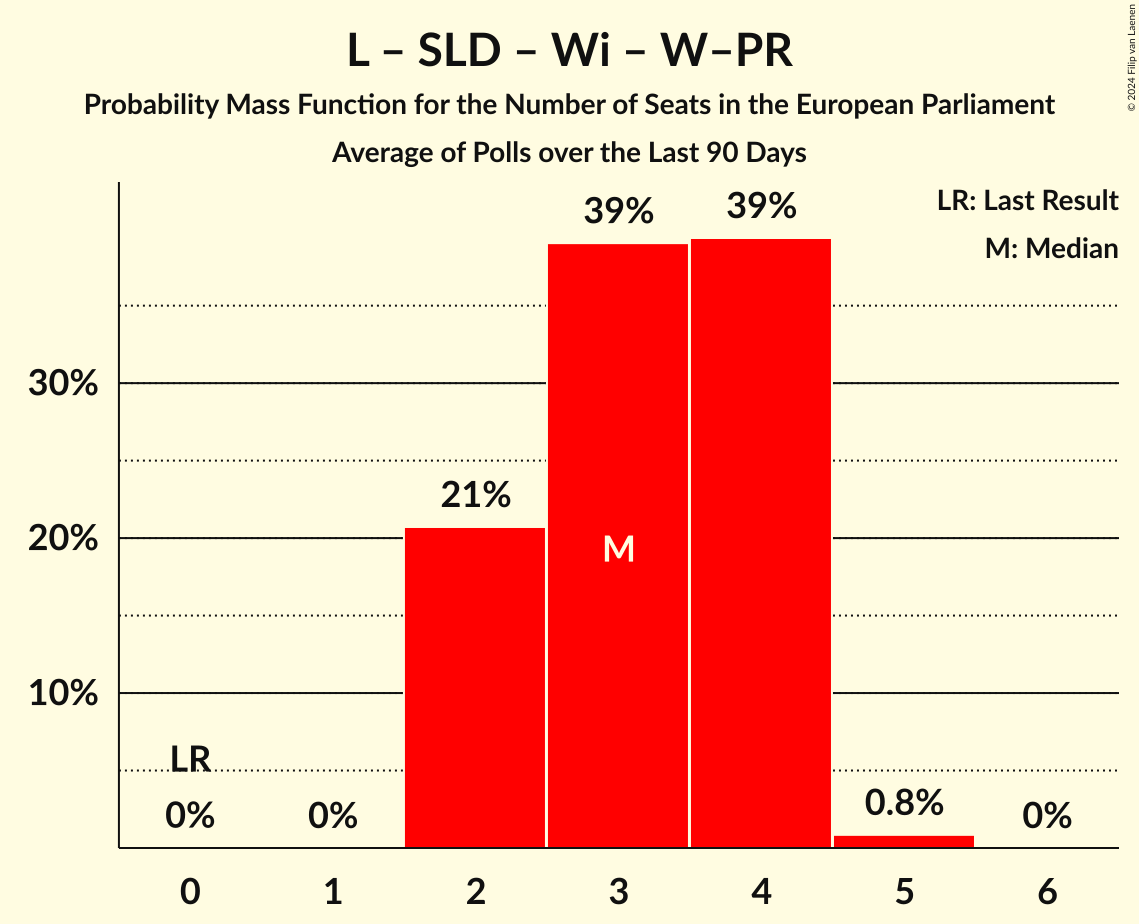 L – SLD – Wi – W–PR
Probability Mass Function for the Number of Seats in the European Parliament
Average of Polls over the Last 90 Days
© 2024 Filip van Laenen
LR: Last Result
M: Median
39%
39%
30%
21%
20%
M
10%
LR
0%
0%
0.8%
0%
0
1
2
3
4
5
6